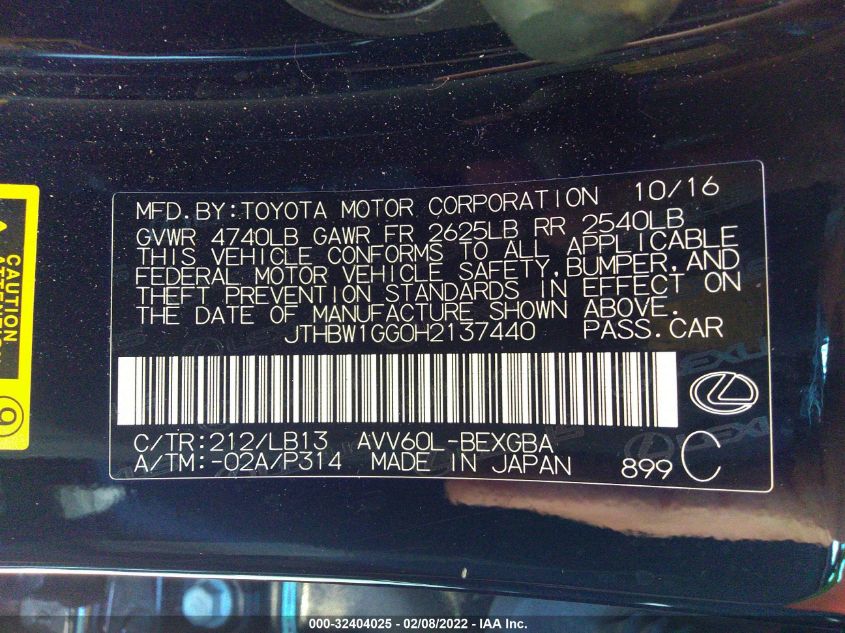 MFD.BY:TOYOTA MOTOR CORPORATION 10/16
GVWR 4740LB GAWR FR 2625LB RR 2540LB
THIS VEHICLE CONFORMS TO ALL APPLICABLE
FEDERAL MOTOR VEHICLE SAFETY,BUMPER,AND
THEFT PREVENTION STANDARDS IN EFFECT ON
THE DATE OF MANUFACTURE SHOWN ABOVE.
JTHBW1GG0H2137440 PASS.CAR
C/TR:212/LB13 AVV60L-BEXGBA
A/TM:-02A/P314 MADE IN JAPAN 899 C
CAUTION
9
000-32404025 - 02/08/2022 - IAA Inc.